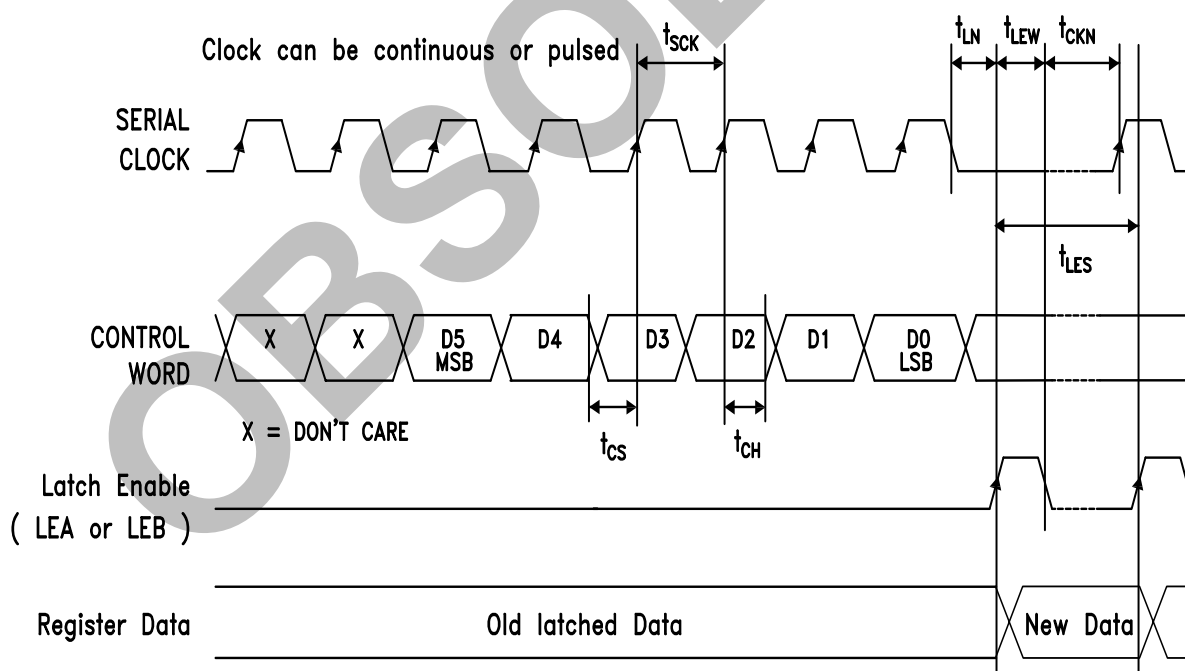 Clock can be continuous or pulsed
tSCK
tLN
tLEW
tCKN
SERIAL
CLOCK
tLES
CONTROL
WORD
X
X
D5
MSB
D4
D3
D2
D1
D0
LSB
X = DON'T CARE
tCS
tCH
Latch Enable
( LEA or LEB )
Register Data
Old latched Data
New Data